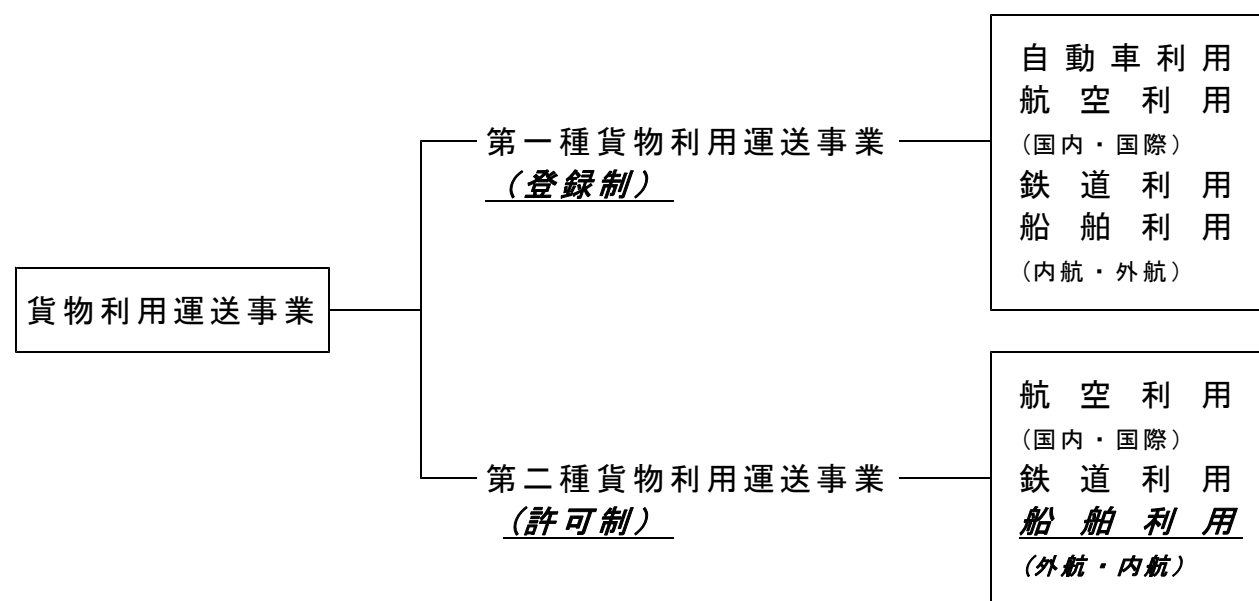 貨物利用運送事業
第一種貨物利用運送事業
（登録制）
自動車利用
航空利用
（国内・国際）
鉄道利用
船舶利用
（内航・外航）
第二種貨物利用運送事業
（許可制）
航空利用
（国内・国際）
鉄道利用
船舶利用
（外航・内航）